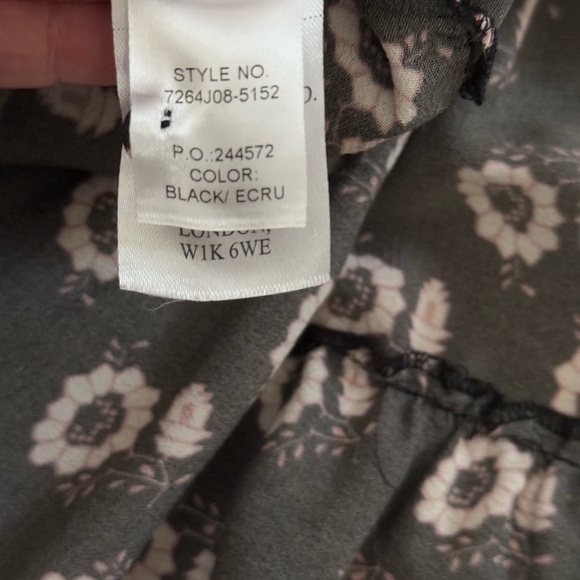 STYLE NO.
7264J08-5152
O.
P.O.:244572
COLOR:
BLACK/ ECRU
LONDON,
W1K 6WE